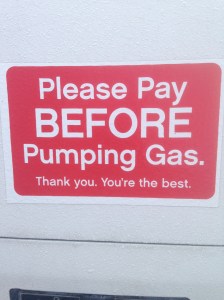 Please Pay
BEFORE
Pumping Gas.
Thank you. You're the best.